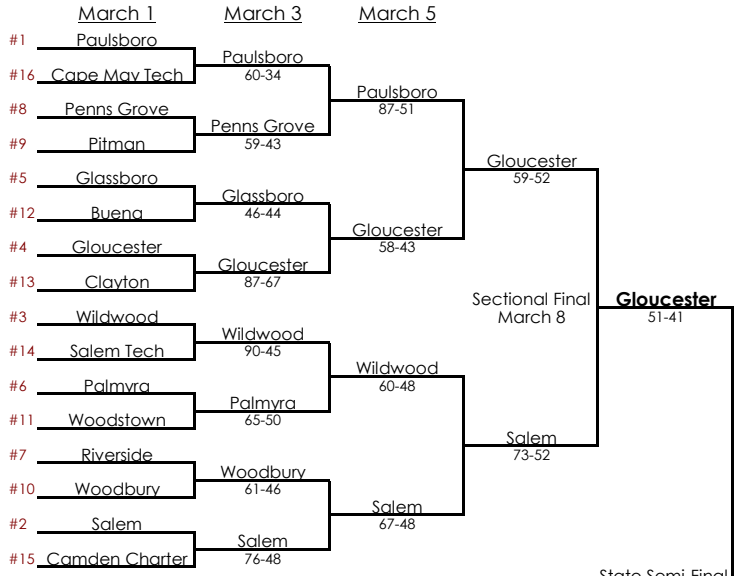 March 1 March 3 March 5
#1 Paulsboro
Paulsboro
60-34
#16 Cape May Tech
Paulsboro
87-51
#8 Penns Grove
Penns Grove
59-43
#9 Pitman
Gloucester
59-52
#5 Glassboro
Glassboro
46-44
#12 Buena
Gloucester
58-43
#4 Gloucester
Gloucester
87-67
#13 Clayton
Sectional Final
March 8
Gloucester
51-41
#3 Wildwood
Wildwood
90-45
#14 Salem Tech
Wildwood
60-48
#6 Palmyra
Palmyra
65-50
#11 Woodstown
Salem
73-52
#7 Riverside
Woodbury
61-46
#10 Woodbury
Salem
67-48
#2 Salem
Salem
76-48
#15 Camden Charter
State Semi-Final